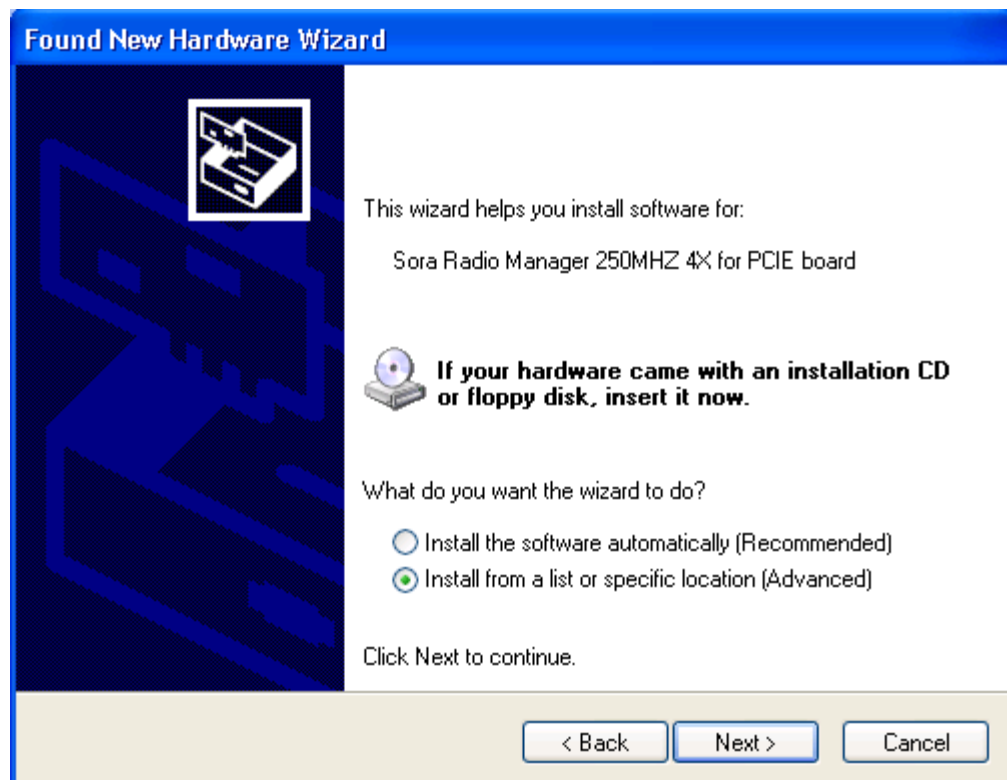 Found New Hardware Wizard
This wizard helps you install software for:
Sora Radio Manager 250MHZ 4X for PCIE board
If your hardware came with an installation CD
or floppy disk, insert it now.
What do you want the wizard to do?
Install the software automatically (Recommended)
Install from a list or specific location (Advanced)
Click Next to continue.
< Back Next > Cancel